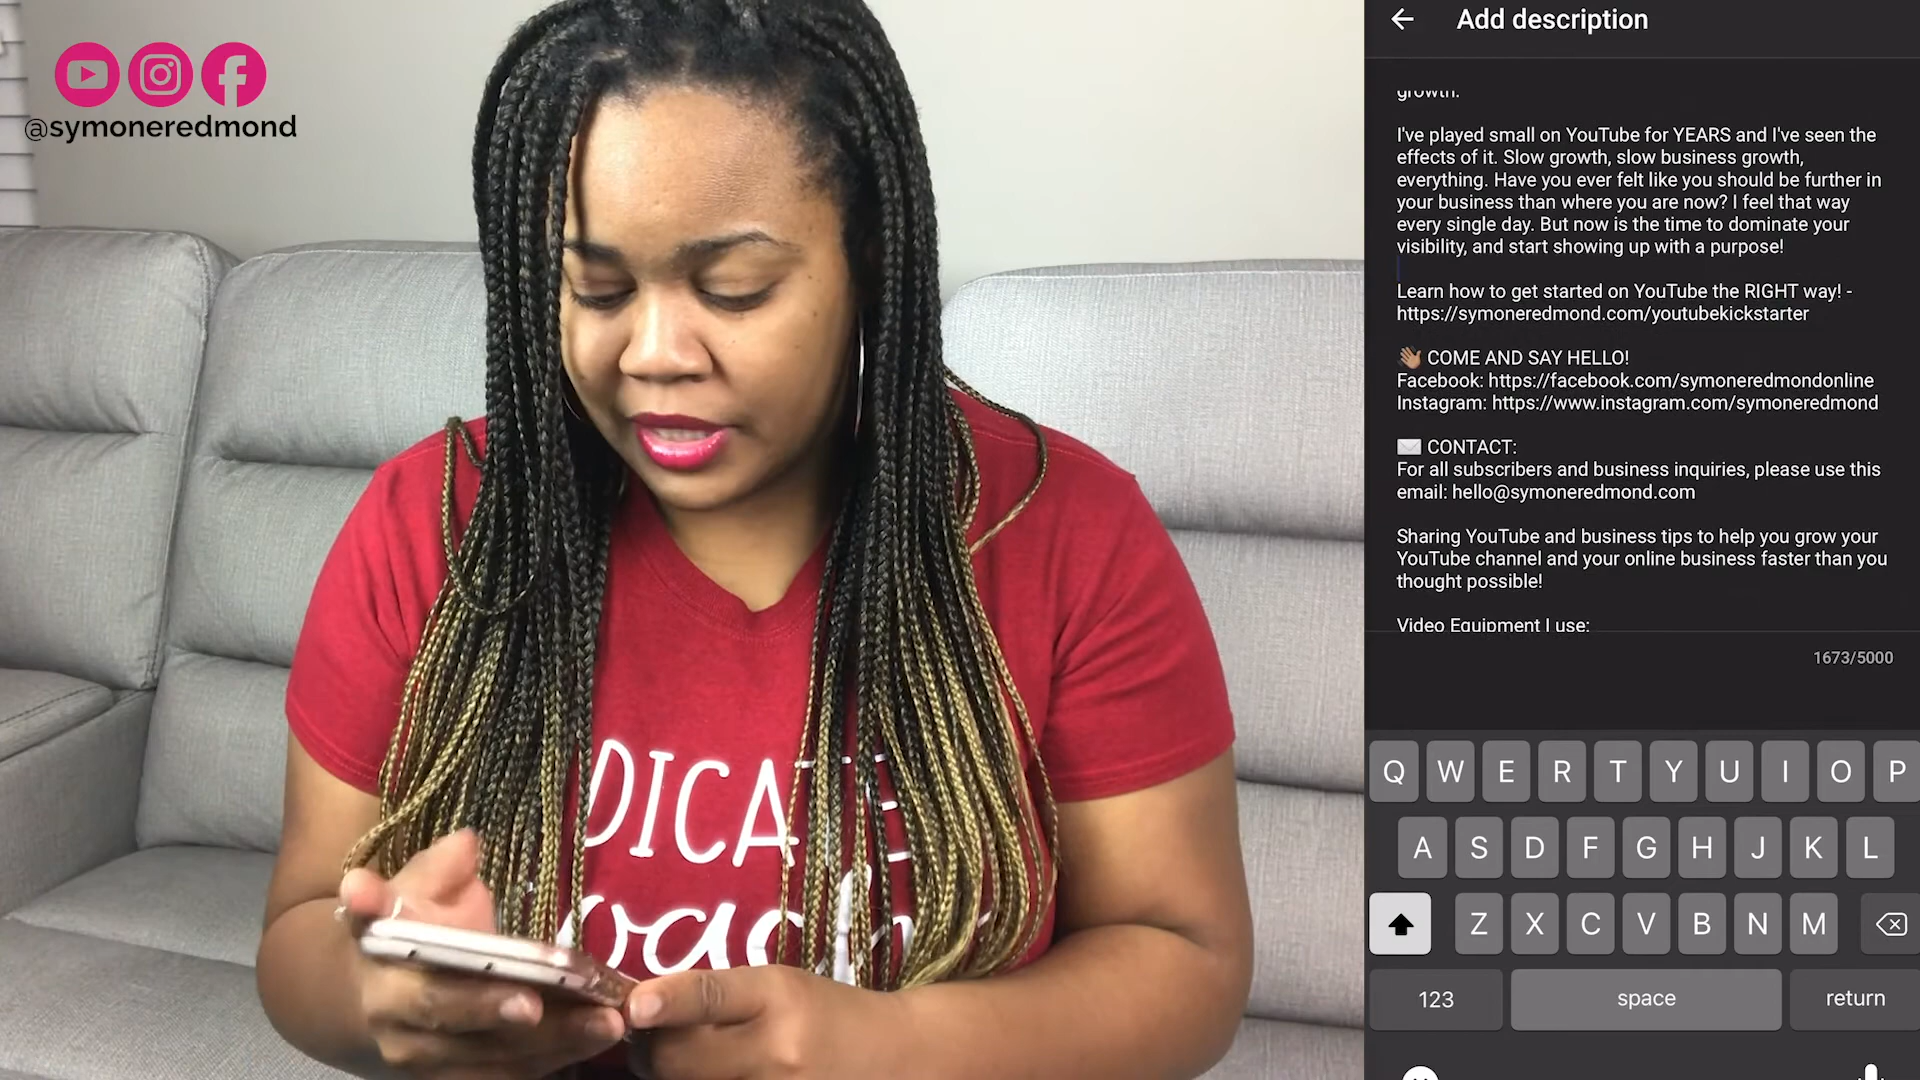 @symoneredmond
DICATE
oach
Add description
growth.
I've played small on YouTube for YEARS and I've seen the
effects of it. Slow growth, slow business growth,
everything. Have you ever felt like you should be further in
your business than where you are now? I feel that way
every single day. But now is the time to dominate your
visibility, and start showing up with a purpose!
Learn how to get started on YouTube the RIGHT way! -
https://symoneredmond.com/youtubekickstarter
👋🏽 COME AND SAY HELLO!
Facebook: https://facebook.com/symoneredmondonline
Instagram: https://www.instagram.com/symoneredmond
✉️ CONTACT:
For all subscribers and business inquiries, please use this
email: hello@symoneredmond.com
Sharing YouTube and business tips to help you grow your
YouTube channel and your online business faster than you
thought possible!
Video Equipment I use:
1673/5000
Q W E R T Y U I O P
A S D F G H J K L
Z X C V B N M
123 space return